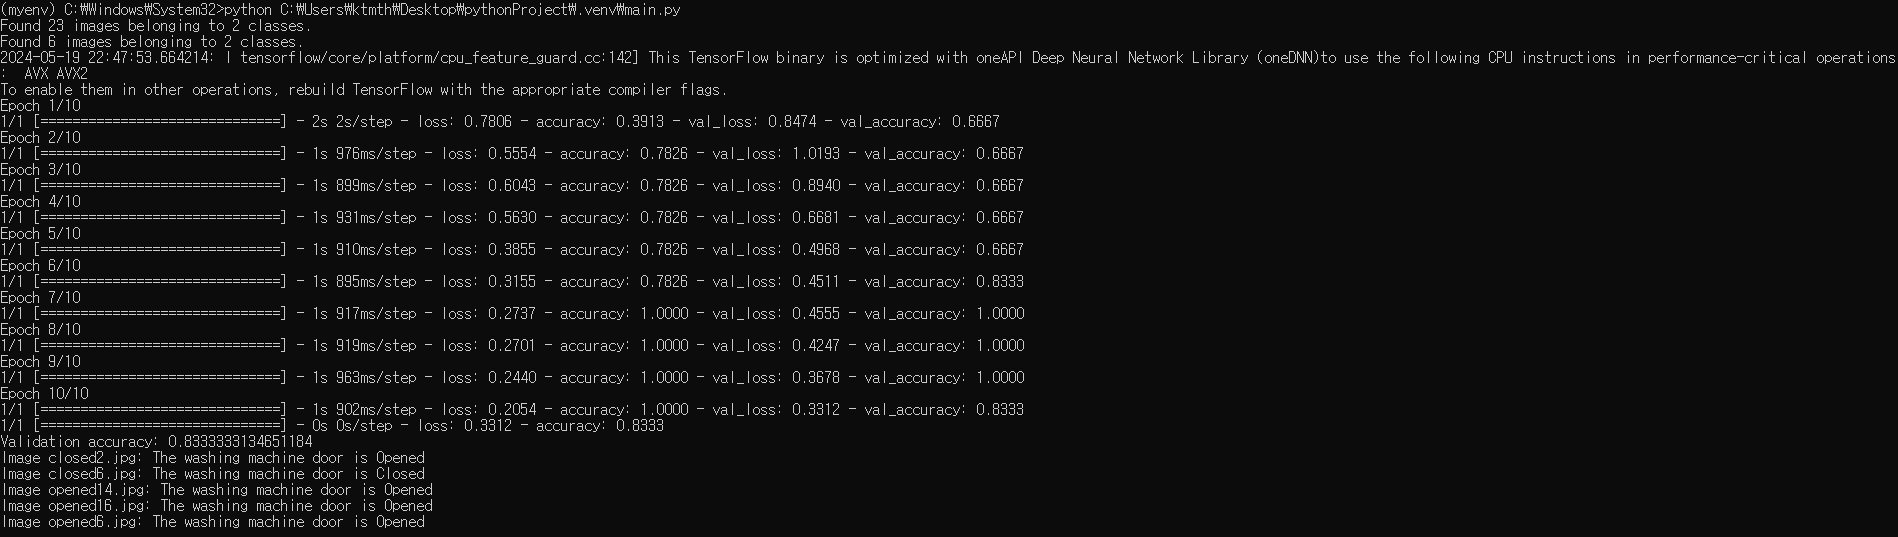 (myenv) C:₩Windows₩System32>python C:₩Users₩ktmth₩Desktop₩pythonProject₩.venv₩main.py
Found 23 images belonging to 2 classes.
Found 6 images belonging to 2 classes.
2024-05-19 22:47:53.664214: I tensorflow/core/platform/cpu_feature_guard.cc:142] This TensorFlow binary is optimized with oneAPI Deep Neural Network Library (oneDNN)to use the following CPU instructions in performance-critical operations
:  AVX AVX2
To enable them in other operations, rebuild TensorFlow with the appropriate compiler flags.
Epoch 1/10
1/1 [==============================] - 2s 2s/step - loss: 0.7806 - accuracy: 0.3913 - val_loss: 0.8474 - val_accuracy: 0.6667
Epoch 2/10
1/1 [==============================] - 1s 976ms/step - loss: 0.5554 - accuracy: 0.7826 - val_loss: 1.0193 - val_accuracy: 0.6667
Epoch 3/10
1/1 [==============================] - 1s 899ms/step - loss: 0.6043 - accuracy: 0.7826 - val_loss: 0.8940 - val_accuracy: 0.6667
Epoch 4/10
1/1 [==============================] - 1s 931ms/step - loss: 0.5630 - accuracy: 0.7826 - val_loss: 0.6681 - val_accuracy: 0.6667
Epoch 5/10
1/1 [==============================] - 1s 910ms/step - loss: 0.3855 - accuracy: 0.7826 - val_loss: 0.4968 - val_accuracy: 0.6667
Epoch 6/10
1/1 [==============================] - 1s 895ms/step - loss: 0.3155 - accuracy: 0.7826 - val_loss: 0.4511 - val_accuracy: 0.8333
Epoch 7/10
1/1 [==============================] - 1s 917ms/step - loss: 0.2737 - accuracy: 1.0000 - val_loss: 0.4555 - val_accuracy: 1.0000
Epoch 8/10
1/1 [==============================] - 1s 919ms/step - loss: 0.2701 - accuracy: 1.0000 - val_loss: 0.4247 - val_accuracy: 1.0000
Epoch 9/10
1/1 [==============================] - 1s 963ms/step - loss: 0.2440 - accuracy: 1.0000 - val_loss: 0.3678 - val_accuracy: 1.0000
Epoch 10/10
1/1 [==============================] - 1s 902ms/step - loss: 0.2054 - accuracy: 1.0000 - val_loss: 0.3312 - val_accuracy: 0.8333
1/1 [==============================] - 0s 0s/step - loss: 0.3312 - accuracy: 0.8333
Validation accuracy: 0.8333333134651184
Image closed2.jpg: The washing machine door is Opened
Image closed6.jpg: The washing machine door is Closed
Image opened14.jpg: The washing machine door is Opened
Image opened16.jpg: The washing machine door is Opened
Image opened6.jpg: The washing machine door is Opened